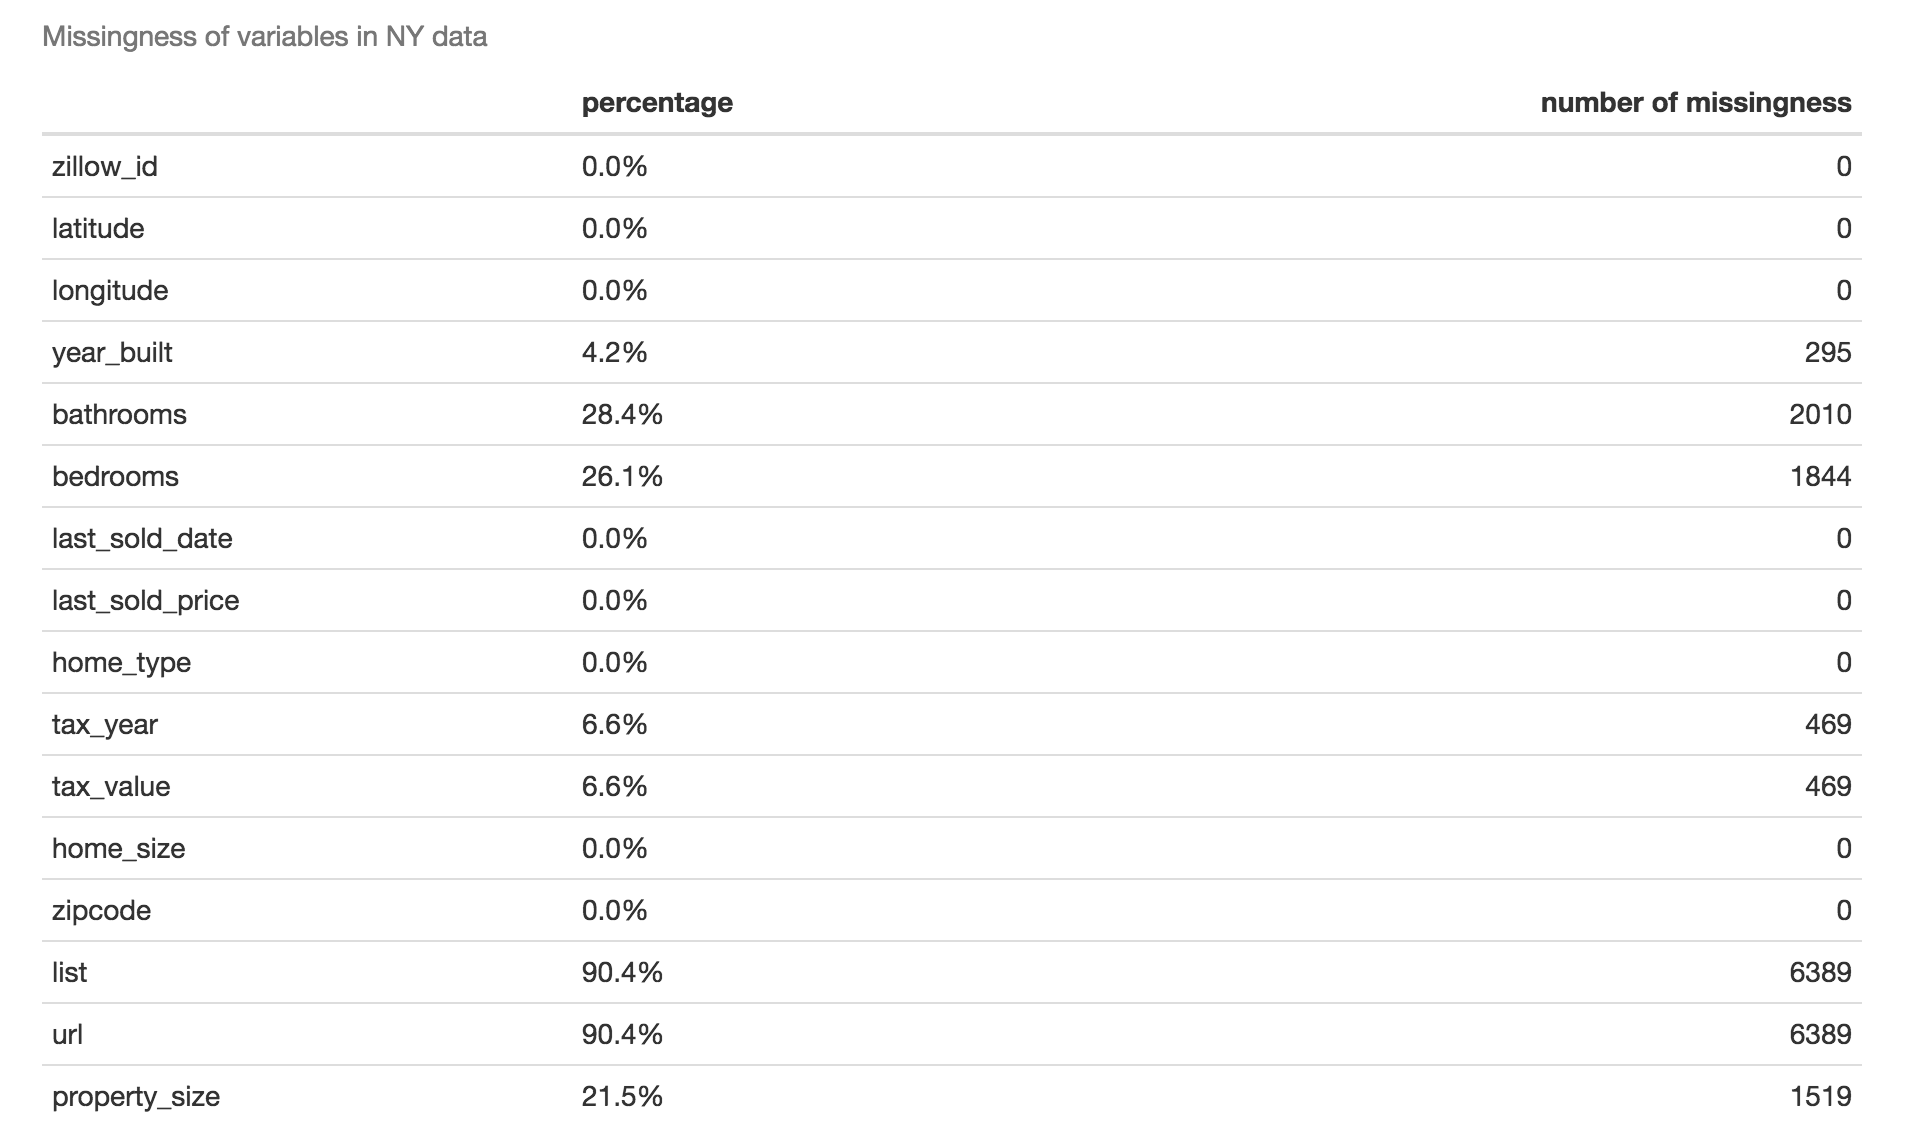 Missingness of variables in NY data
percentage number of missingness
zillow_id 0.0% 0
latitude 0.0% 0
longitude 0.0% 0
year_built 4.2% 295
bathrooms 28.4% 2010
bedrooms 26.1% 1844
last_sold_date 0.0% 0
last_sold_price 0.0% 0
home_type 0.0% 0
tax_year 6.6% 469
tax_value 6.6% 469
home_size 0.0% 0
zipcode 0.0% 0
list 90.4% 6389
url 90.4% 6389
property_size 21.5% 1519